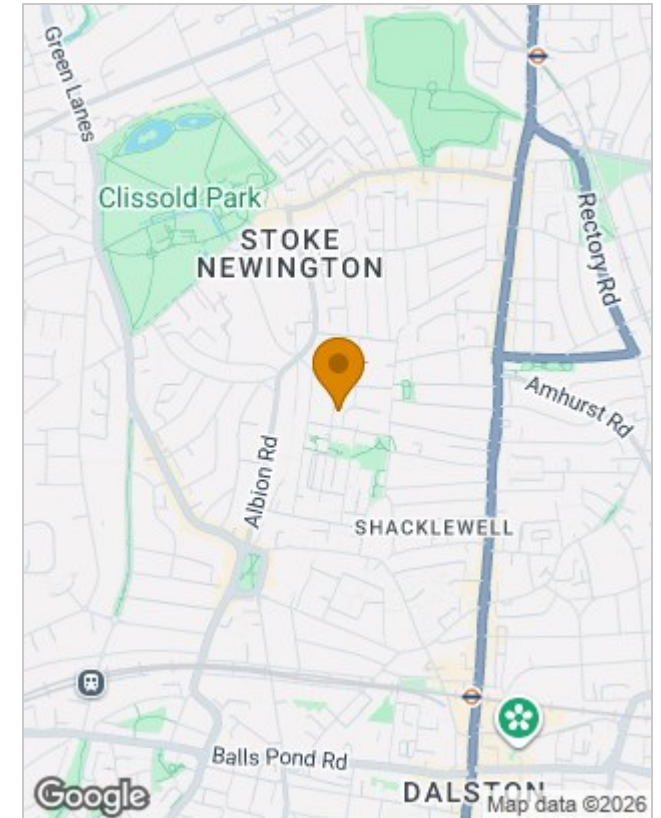 Green Lanes
Clissold Park
STOKE
NEWINGTON
Rectory Rd
Amhurst Rd
Albion Rd
SHACKLEWELL
Balls Pond Rd
DALSTON
Google
Map data ©2026